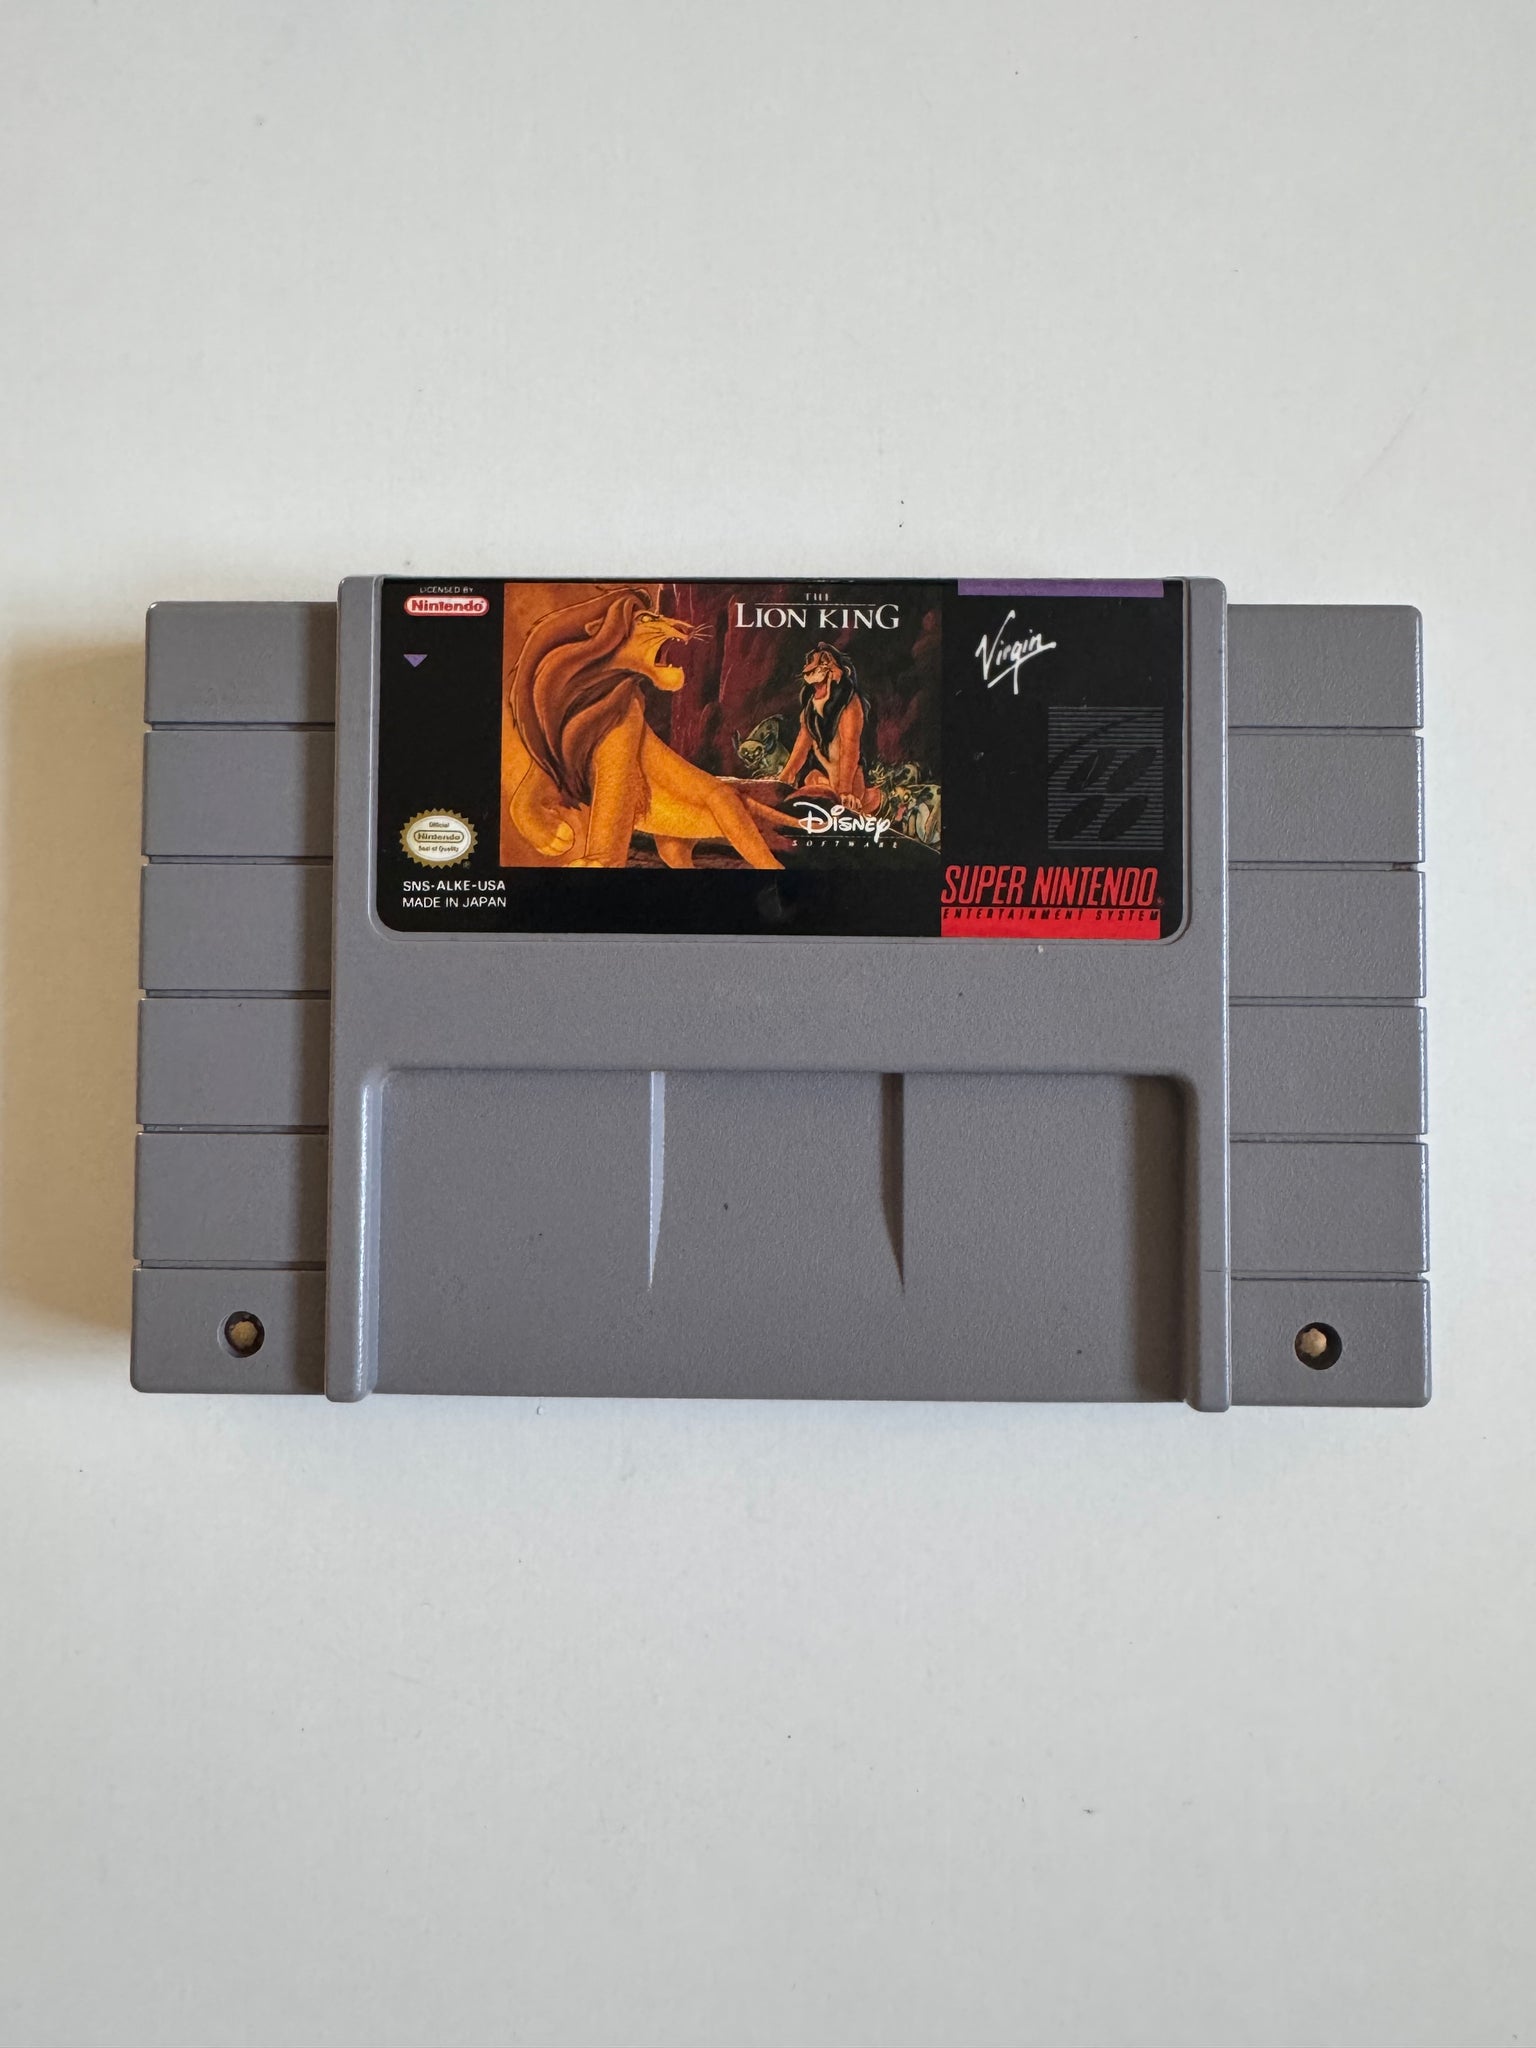 LICENSED BY
Nintendo
THE
LION KING
Virgin
Disney
SOFTWARE
Official
Nintendo
Seal of Quality
SNS-ALKE-USA
MADE IN JAPAN
SUPER NINTENDO
ENTERTAINMENT SYSTEM